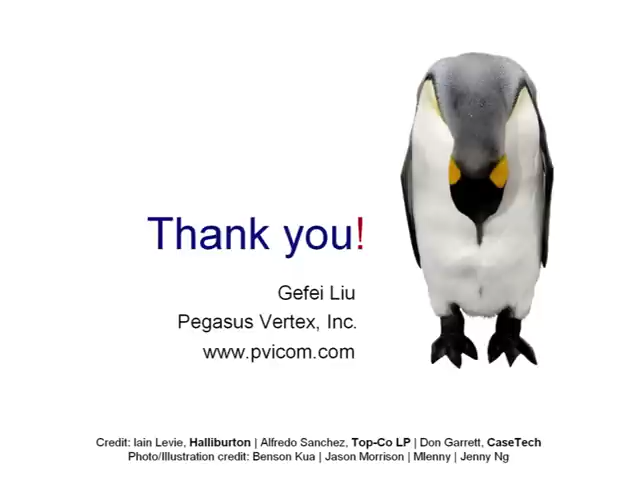 Thank you!
Gefei Liu
Pegasus Vertex, Inc.
www.pvicom.com
Credit: Iain Levie, Halliburton | Alfredo Sanchez, Top-Co LP | Don Garrett, CaseTech
Photo/Illustration credit: Benson Kua | Jason Morrison | Mlenny | Jenny Ng